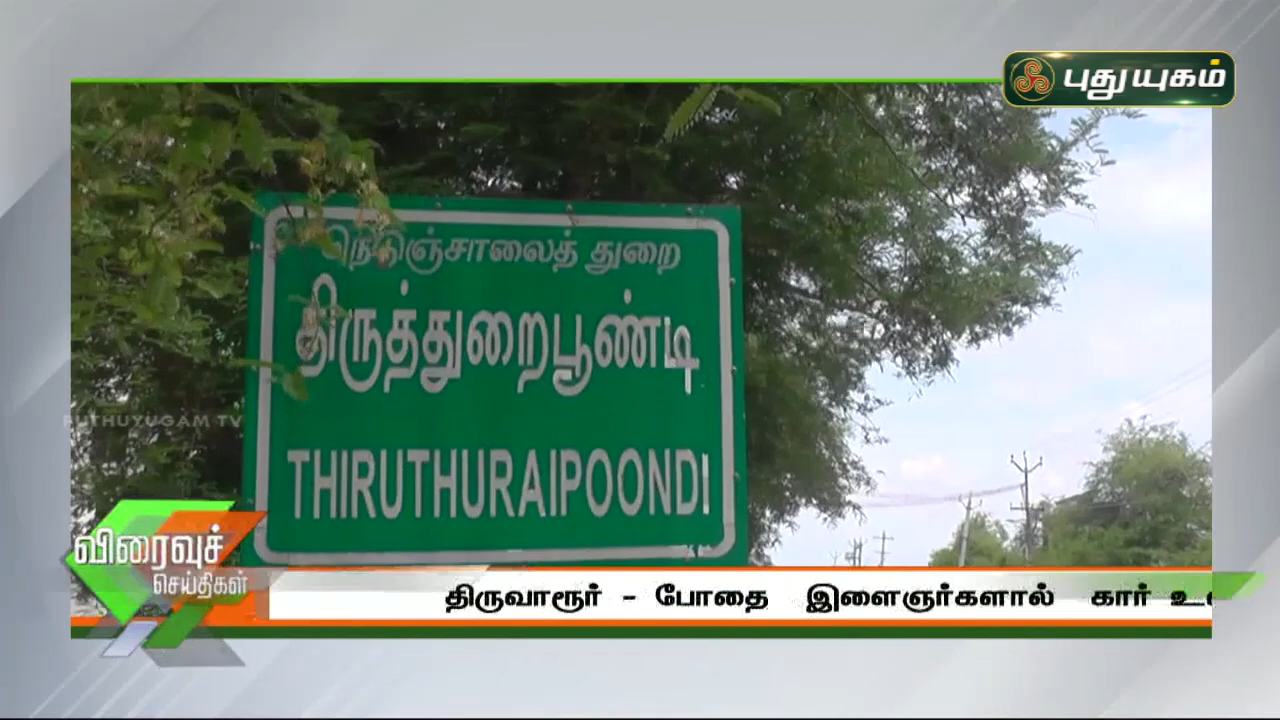 புதுயுகம்
நெடுஞ்சாலைத் துறை
திருத்துறைபூண்டி
PUTHUYUGAM TV
THIRUTHURAIPOONDI
விரைவுச்
செய்திகள்
திருவாரூர் - போதை இளைஞர்களால் கார்